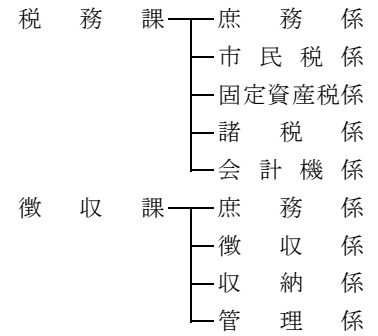 税務課 庶務係
市民税係
固定資産税係
諸税係
会計機係
徴収課 庶務係
徴収係
収納係
管理係